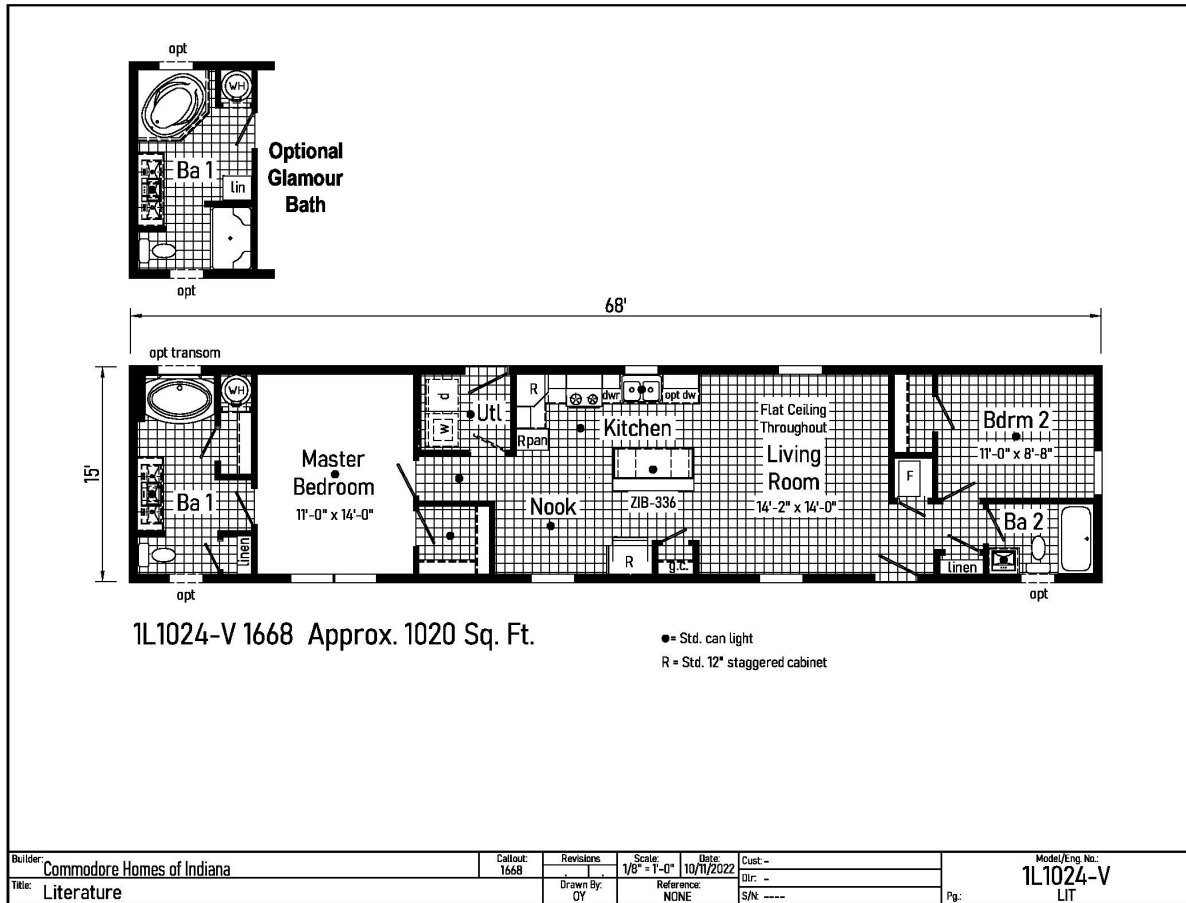 opt
WH
Ba 1
Optional
Glamour
Bath
lin
opt
68'
15'
opt transom
WH
Ba 1
linen
opt
Master
Bedroom
11'-0" x 14'-0"
d
w
Utl
R
Rpan
dwr
opt dw
Kitchen
Nook
ZIB-336
R
g.c.
Flat Ceiling
Throughout
Living
Room
14'-2" x 14'-0"
F
Bdrm 2
11'-0" x 8'-8"
Ba 2
linen
opt
1L1024-V 1668 Approx. 1020 Sq. Ft.
= Std. can light
R = Std. 12" staggered cabinet
Builder: Commodore Homes of Indiana
Title: Literature
Callout:
1668
Revisions
Scale:
1/8" = 1'-0"
Date:
10/11/2022
Drawn By:
OY
Reference:
NONE
Cust: -
Dlr: -
S/N: ----
Model/Eng. No.:
1L1024-V
Pg.: LIT